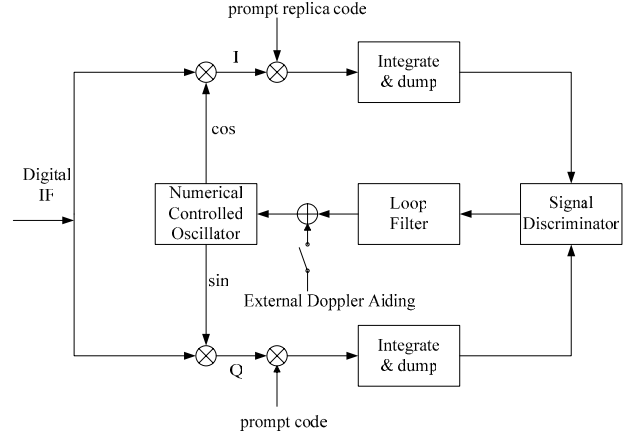 prompt replica code
I
Integrate
& dump
cos
Digital
IF
Numerical
Controlled
Oscillator
Loop
Filter
Signal
Discriminator
sin
External Doppler Aiding
Q
Integrate
& dump
prompt code